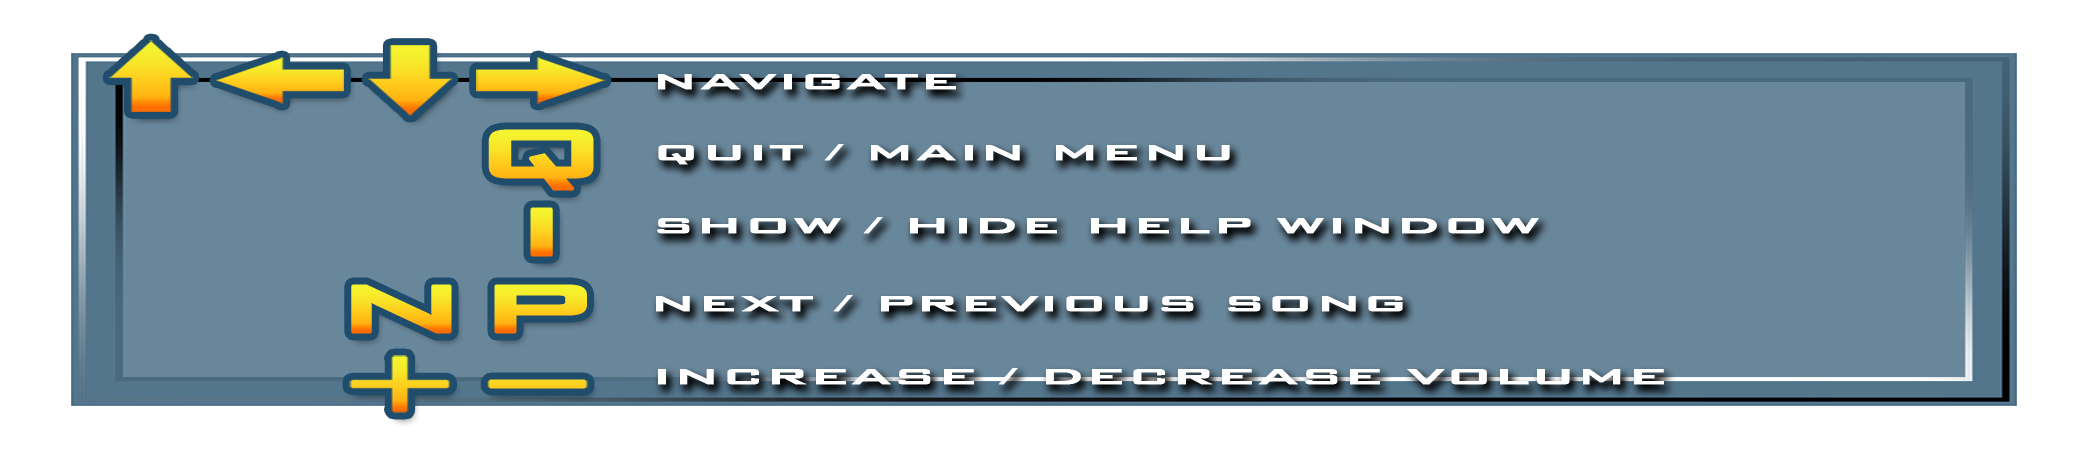 NAVIGATE
Q QUIT / MAIN MENU
I SHOW / HIDE HELP WINDOW
N P NEXT / PREVIOUS SONG
+ - INCREASE / DECREASE VOLUME